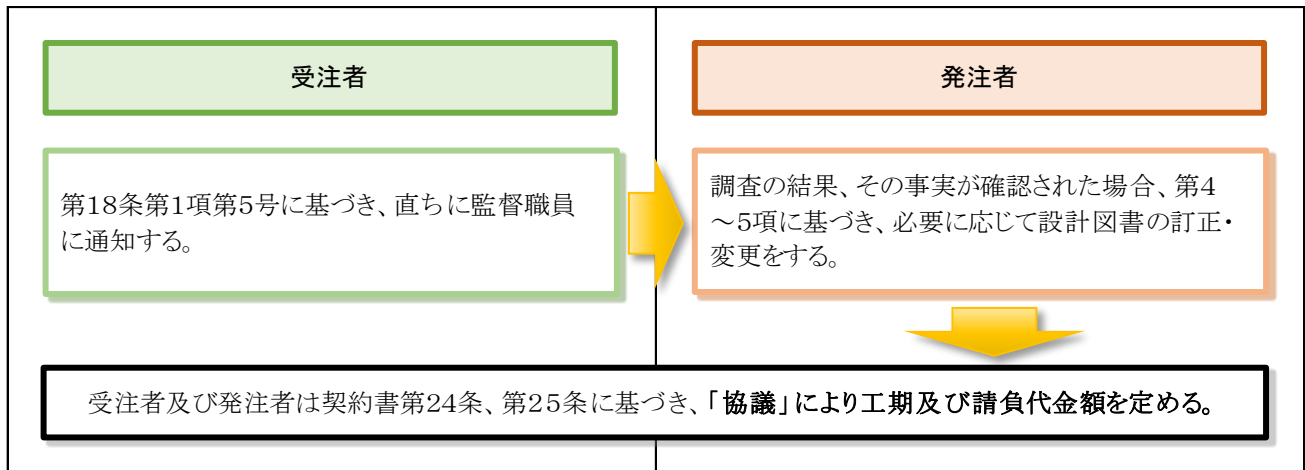 受注者
発注者
第18条第1項第5号に基づき、直ちに監督職員
に通知する。
調査の結果、その事実が確認された場合、第4
～5項に基づき、必要に応じて設計図書の訂正・
変更をする。
受注者及び発注者は契約書第24条、第25条に基づき、「協議」により工期及び請負代金額を定める。